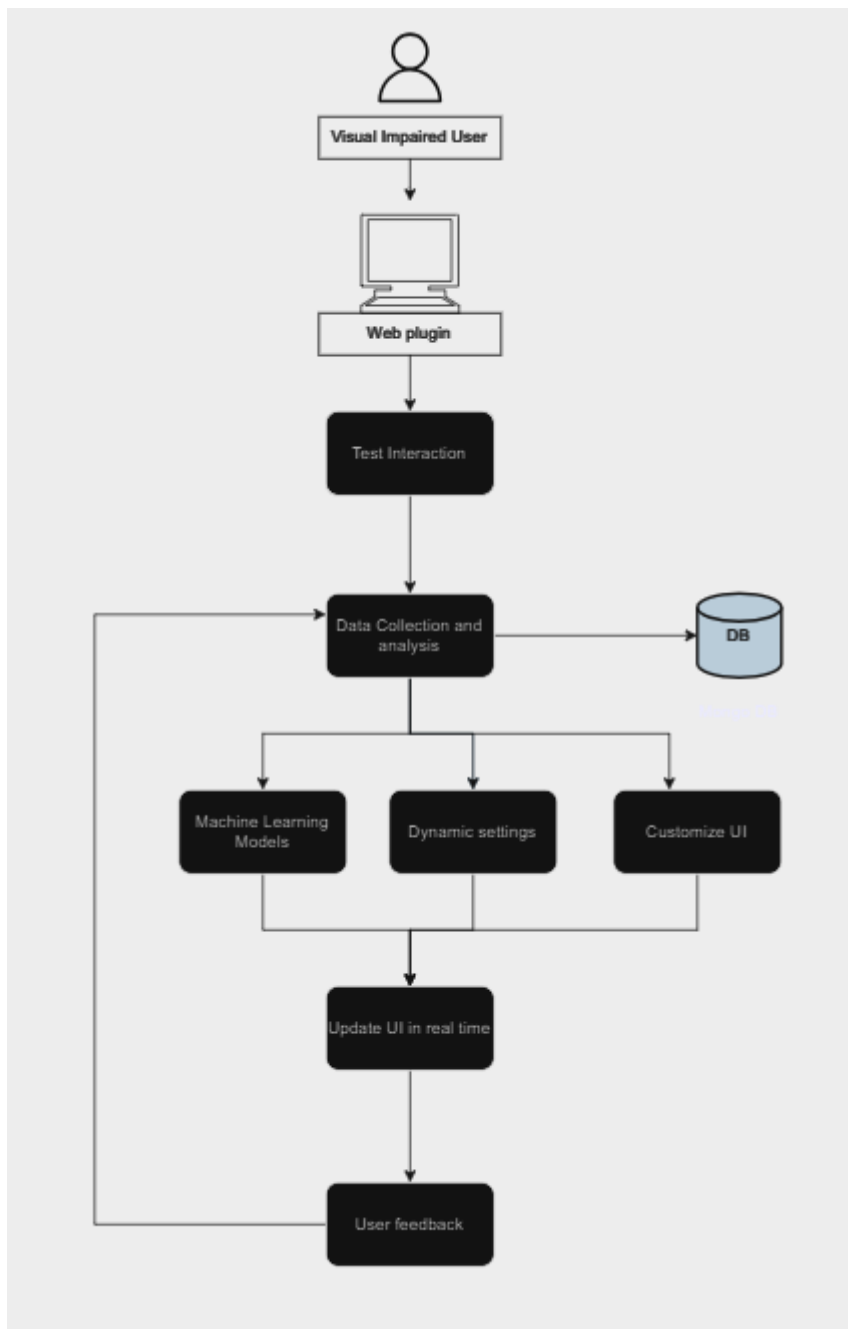 Visual Impaired User
Web plugin
Test Interaction
Data Collection and
analysis
DB
Machine Learning
Models
Dynamic settings
Customize UI
Update UI in real time
User feedback